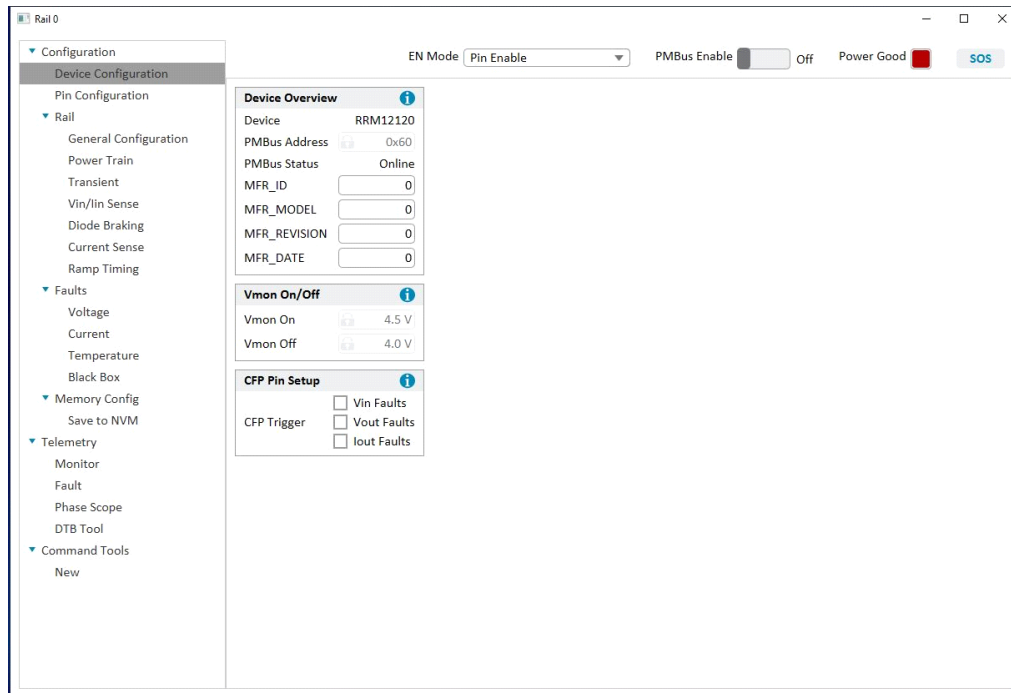 Rail 0
Configuration
Device Configuration
Pin Configuration
Rail
General Configuration
Power Train
Transient
Vin/Iin Sense
Diode Braking
Current Sense
Ramp Timing
Faults
Voltage
Current
Temperature
Black Box
Memory Config
Save to NVM
Telemetry
Monitor
Fault
Phase Scope
DTB Tool
Command Tools
New
EN Mode Pin Enable PMBus Enable Off Power Good SOS
Device Overview
Device RRM12120
PMBus Address 0x60
PMBus Status Online
MFR_ID 0
MFR_MODEL 0
MFR_REVISION 0
MFR_DATE 0
Vmon On/Off
Vmon On 4.5 V
Vmon Off 4.0 V
CFP Pin Setup
Vin Faults
CFP Trigger Vout Faults
Iout Faults